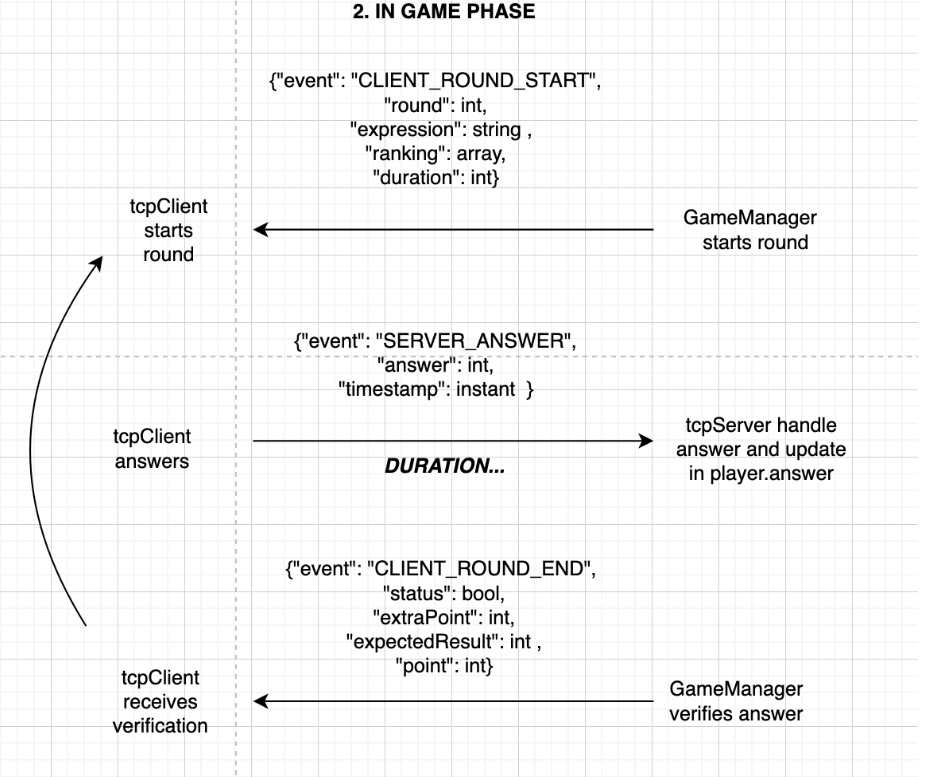 2. IN GAME PHASE
{"event": "CLIENT_ROUND_START",
"round": int,
"expression": string ,
"ranking": array,
"duration": int}
tcpClient
starts
round
GameManager
starts round
{"event": "SERVER_ANSWER",
"answer": int,
"timestamp": instant }
tcpClient
answers
DURATION...
tcpServer handle
answer and update
in player.answer
{"event": "CLIENT_ROUND_END",
"status": bool,
"extraPoint": int,
"expectedResult": int ,
"point": int}
tcpClient
receives
verification
GameManager
verifies answer